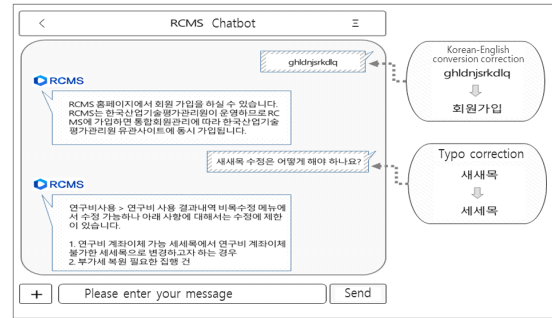 < RCMS Chatbot Ξ
ghldnjsrkdlq
RCMS
RCMS 홈페이지에서 회원 가입을 하실 수 있습니다.
RCMS는 한국산업기술평가관리원이 운영하므로RC
MS에 가입하면 통합회원관리에 따라 한국산업기술
평가관리원 유관사이트에 동시 가입됩니다.
새새목 수정은 어떻게 해야 하나요?
RCMS
연구비사용 > 연구비 사용 결과내역 비목수정 메뉴에
서 수정 가능하나 아래 사항에 대해서는 수정에 제한
이 있습니다.
1. 연구비 계좌이체 가능 세세목에서 연구비 계좌이체
불가한 세세목으로 변경하고자 하는 경우
2. 부가세 복원 필요한 집행 건
+ Please enter your message Send
Korean-English
conversion correction
ghldnjsrkdlq
회원가입
Typo correction
새새목
세세목